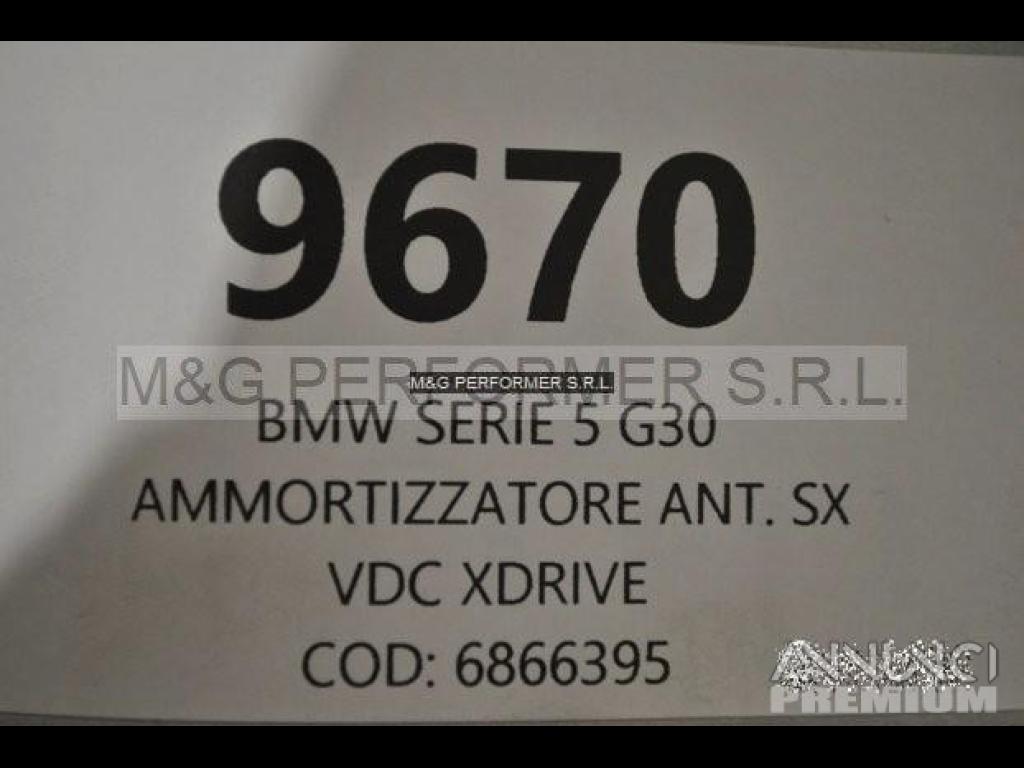 9670
M&G PERFORMER S.R.L.
M&G PERFORMER S.R.L.
BMW SERIE 5 G30
AMMORTIZZATORE ANT. SX
VDC XDRIVE
COD: 6866395
ANNUNCI
PREMIUM